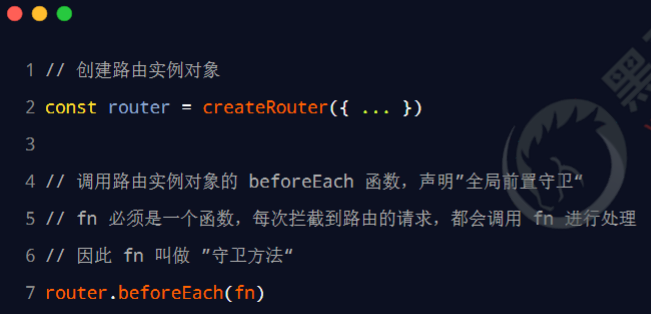 1 // 创建路由实例对象
2 const router = createRouter({ ... })
3
4 // 调用路由实例对象的 beforeEach 函数，声明”全局前置守卫“
5 // fn 必须是一个函数，每次拦截到路由的请求，都会调用 fn 进行处理
6 // 因此 fn 叫做 ”守卫方法“
7 router.beforeEach(fn)
黑